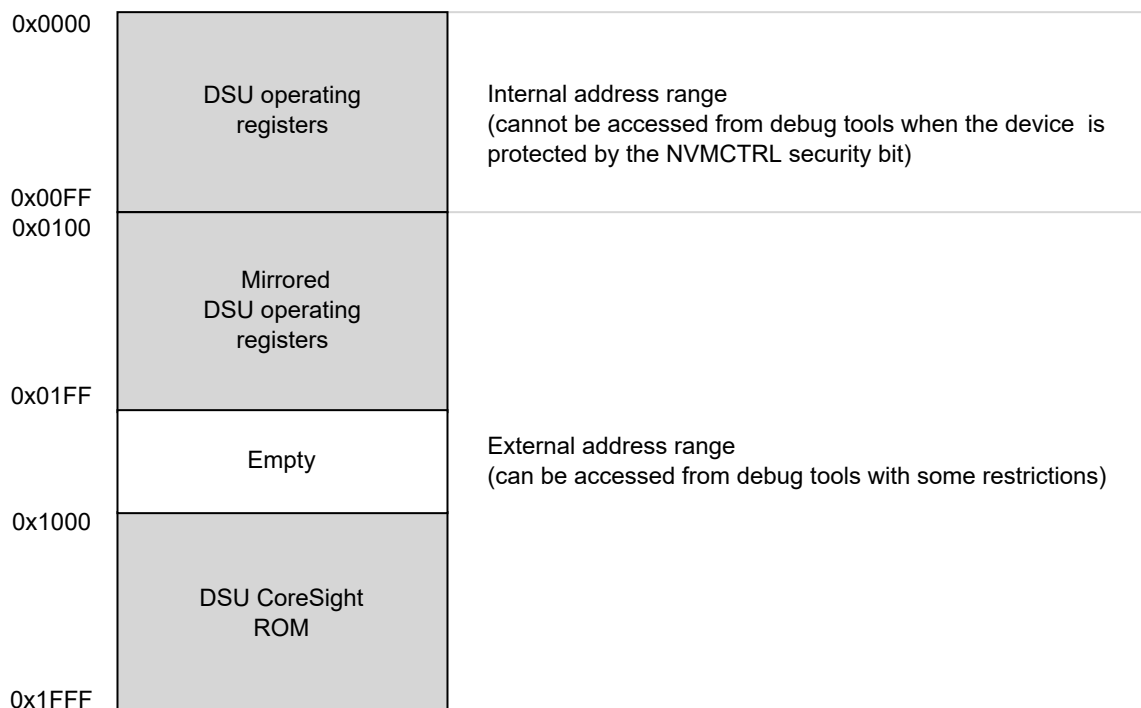 0x0000
DSU operating
registers
Internal address range
(cannot be accessed from debug tools when the device is
protected by the NVMCTRL security bit)
0x00FF
0x0100
Mirrored
DSU operating
registers
0x01FF
Empty
External address range
(can be accessed from debug tools with some restrictions)
0x1000
DSU CoreSight
ROM
0x1FFF